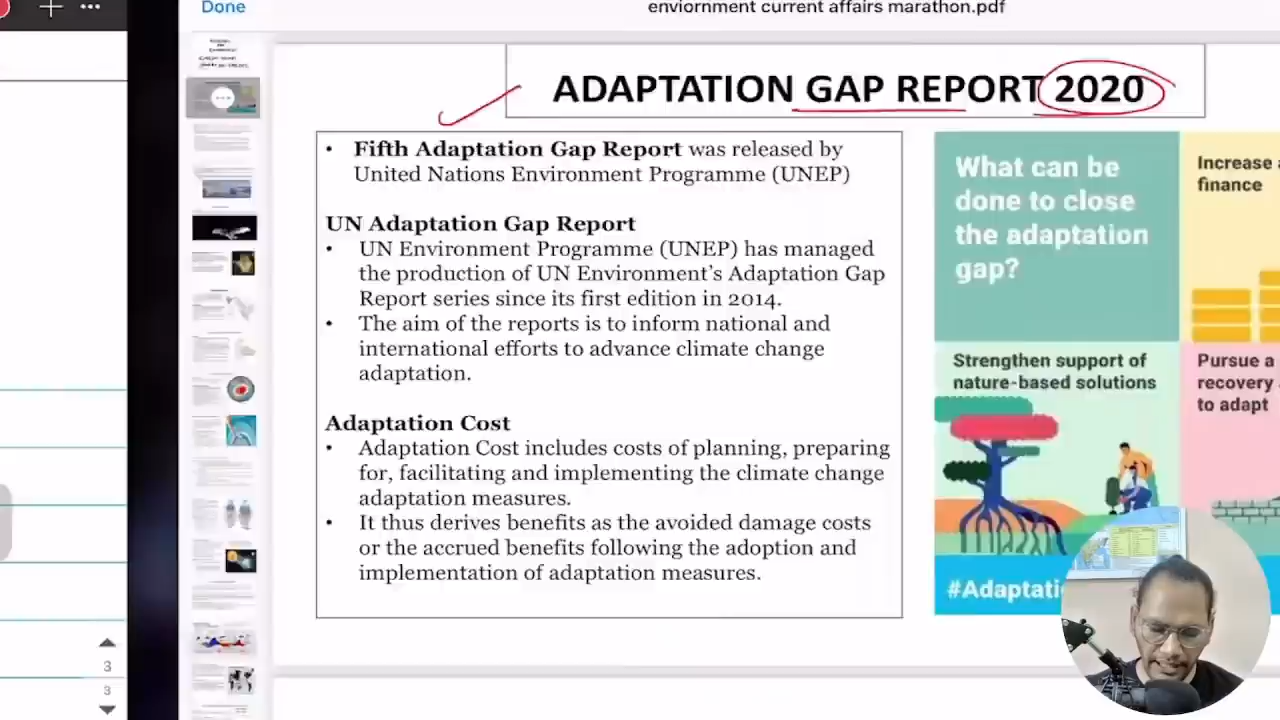 Done
enviornment current affairs marathon.pdf
ADAPTATION GAP REPORT 2020
• Fifth Adaptation Gap Report was released by
United Nations Environment Programme (UNEP)
UN Adaptation Gap Report
• UN Environment Programme (UNEP) has managed
the production of UN Environment's Adaptation Gap
Report series since its first edition in 2014.
• The aim of the reports is to inform national and
international efforts to advance climate change
adaptation.
Adaptation Cost
• Adaptation Cost includes costs of planning, preparing
for, facilitating and implementing the climate change
adaptation measures.
• It thus derives benefits as the avoided damage costs
or the accrued benefits following the adoption and
implementation of adaptation measures.
What can be
done to close
the adaptation
gap?
Increase
finance
Strengthen support of
nature-based solutions
Pursue a
recovery
to adapt
#Adaptati
3
3